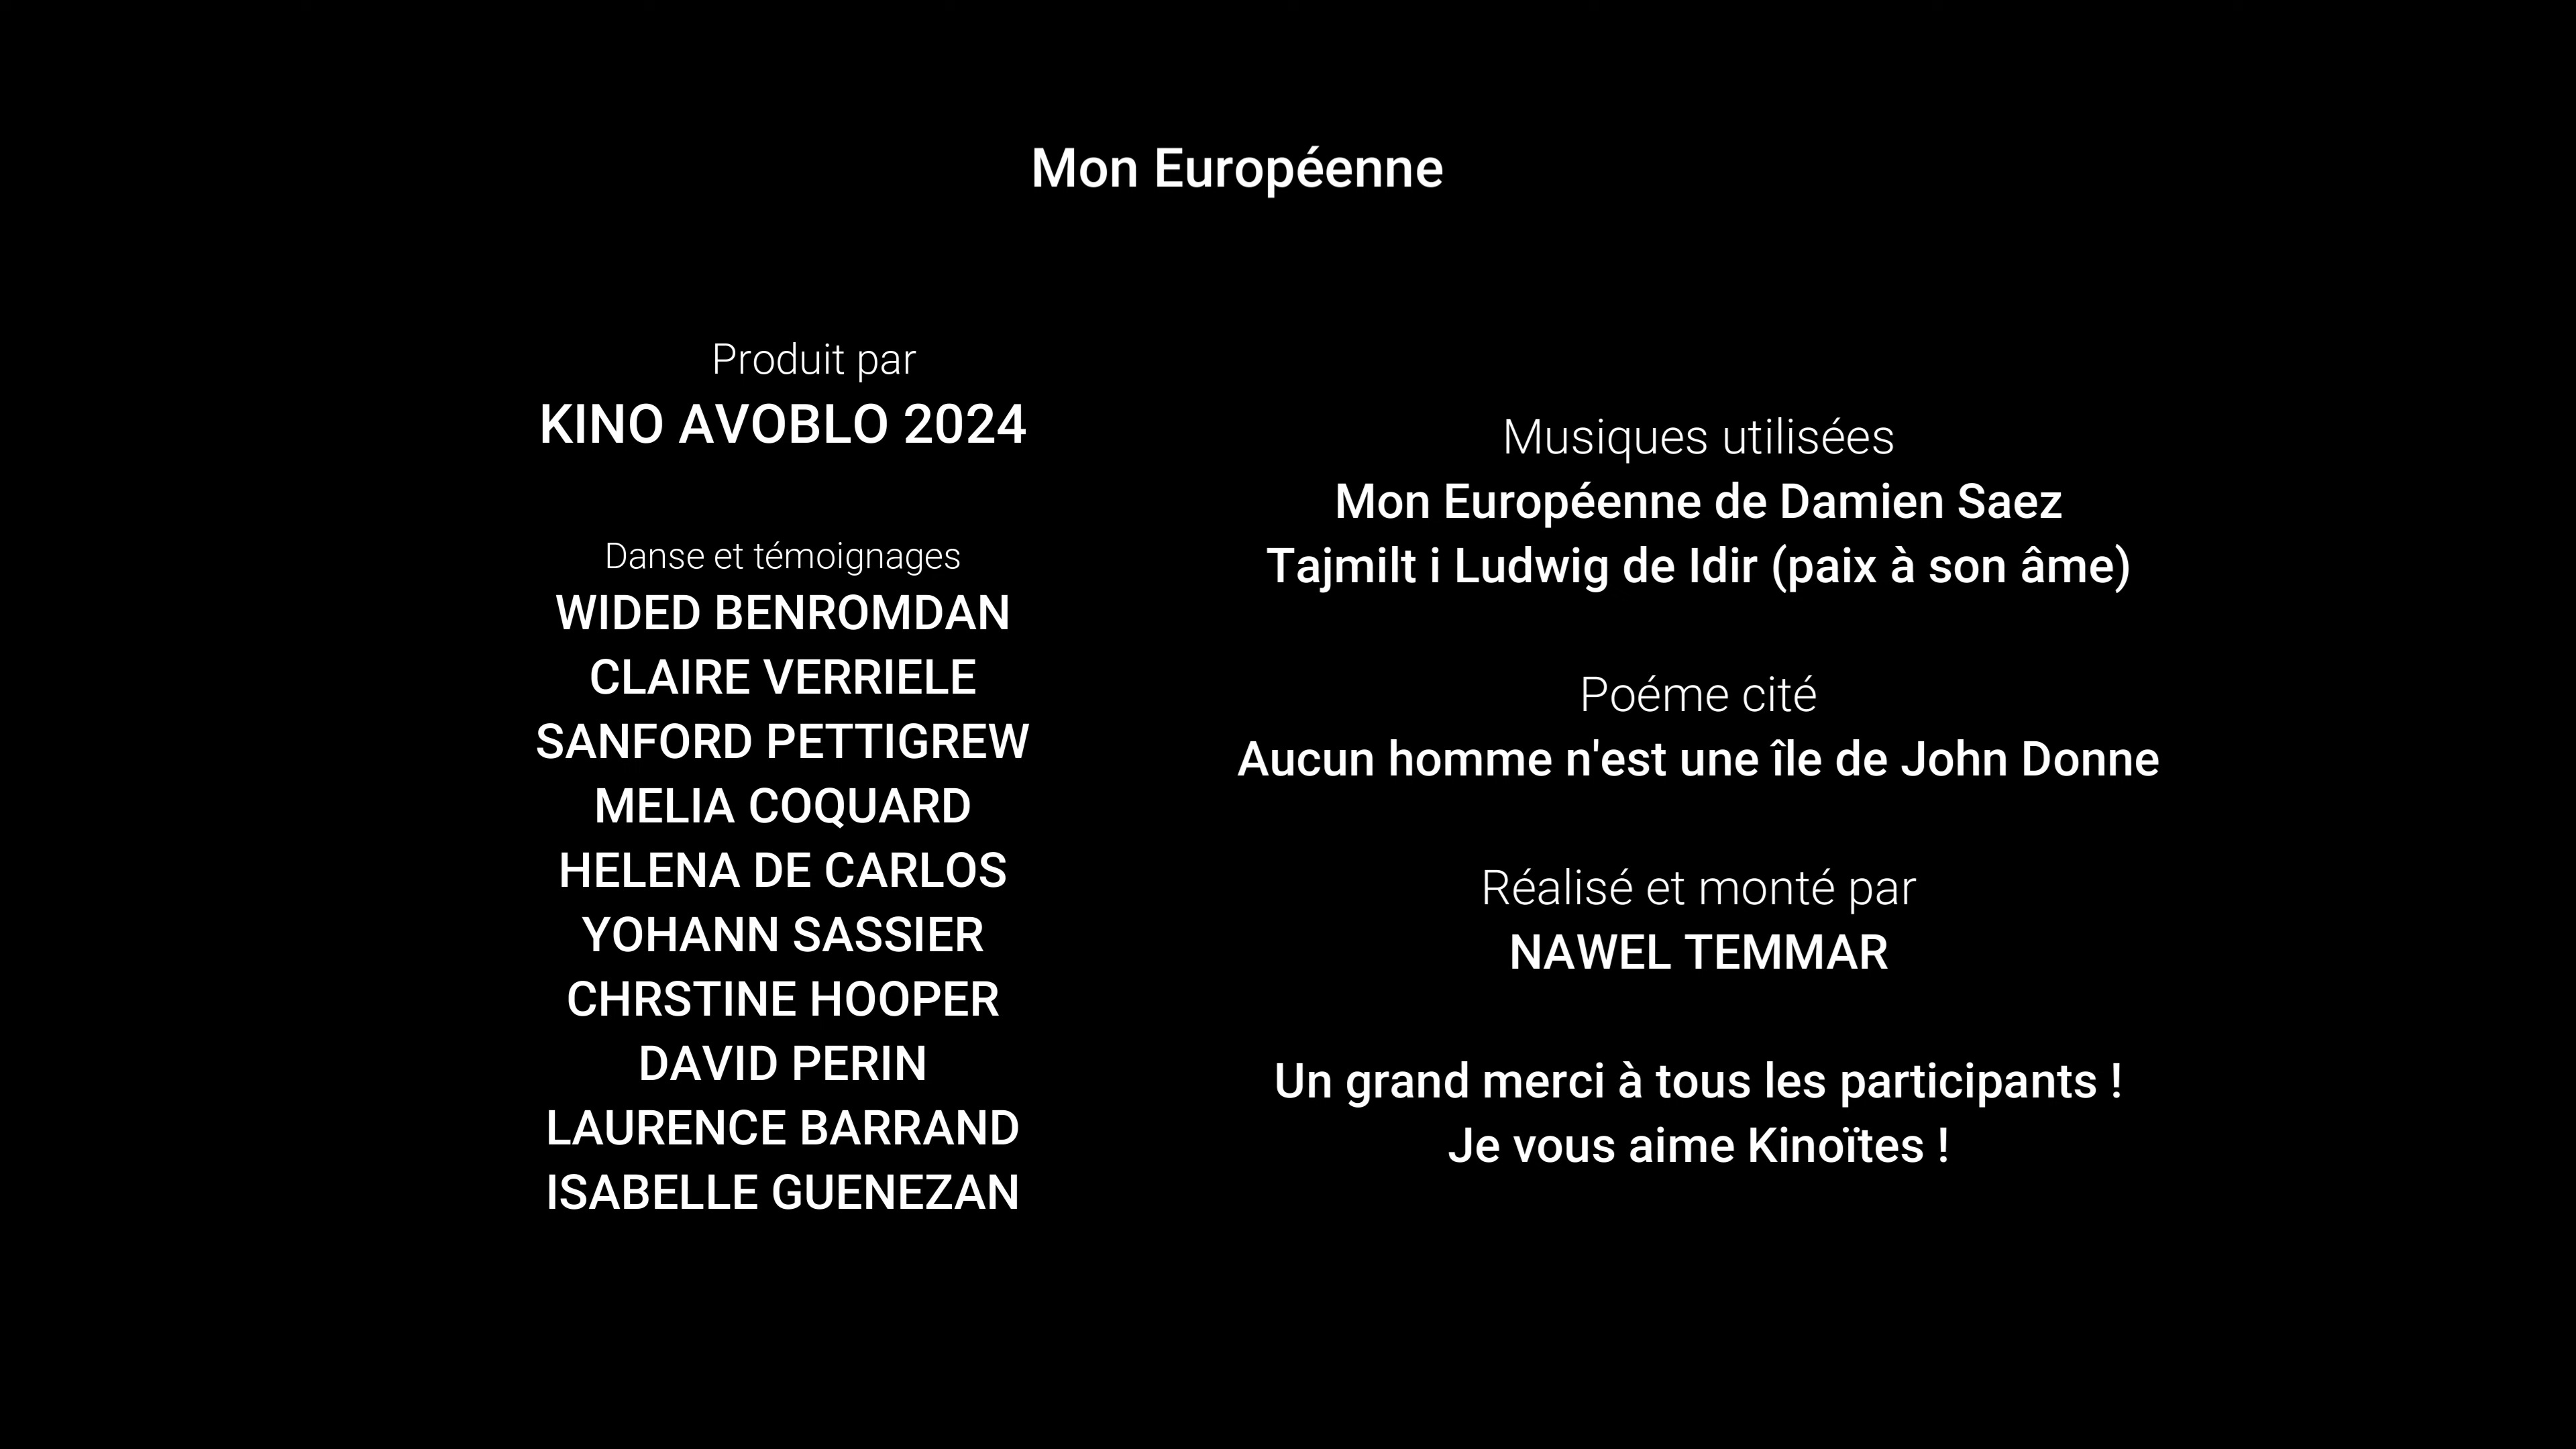 Mon Européenne
Produit par
KINO AVOBLO 2024
Danse et témoignages
WIDED BENROMDAN
CLAIRE VERRIELE
SANFORD PETTIGREW
MELIA COQUARD
HELENA DE CARLOS
YOHANN SASSIER
CHRSTINE HOOPER
DAVID PERIN
LAURENCE BARRAND
ISABELLE GUENEZAN
Musiques utilisées
Mon Européenne de Damien Saez
Tajmilt i Ludwig de Idir (paix à son âme)
Poéme cité
Aucun homme n'est une île de John Donne
Réalisé et monté par
NAWEL TEMMAR
Un grand merci à tous les participants !
Je vous aime Kinoïtes !